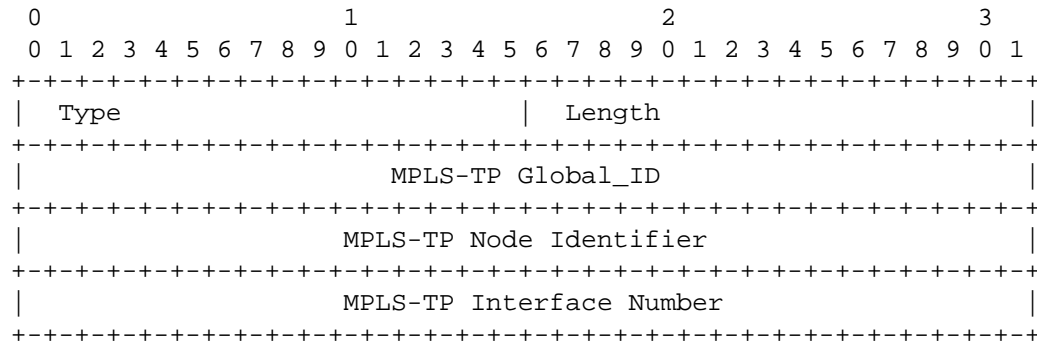 0                   1                   2                   3
 0 1 2 3 4 5 6 7 8 9 0 1 2 3 4 5 6 7 8 9 0 1 2 3 4 5 6 7 8 9 0 1
+-+-+-+-+-+-+-+-+-+-+-+-+-+-+-+-+-+-+-+-+-+-+-+-+-+-+-+-+-+-+-+-+
|  Type                         |  Length                       |
+-+-+-+-+-+-+-+-+-+-+-+-+-+-+-+-+-+-+-+-+-+-+-+-+-+-+-+-+-+-+-+-+
|                       MPLS-TP Global_ID                       |
+-+-+-+-+-+-+-+-+-+-+-+-+-+-+-+-+-+-+-+-+-+-+-+-+-+-+-+-+-+-+-+-+
|                    MPLS-TP Node Identifier                    |
+-+-+-+-+-+-+-+-+-+-+-+-+-+-+-+-+-+-+-+-+-+-+-+-+-+-+-+-+-+-+-+-+
|                    MPLS-TP Interface Number                   |
+-+-+-+-+-+-+-+-+-+-+-+-+-+-+-+-+-+-+-+-+-+-+-+-+-+-+-+-+-+-+-+-+